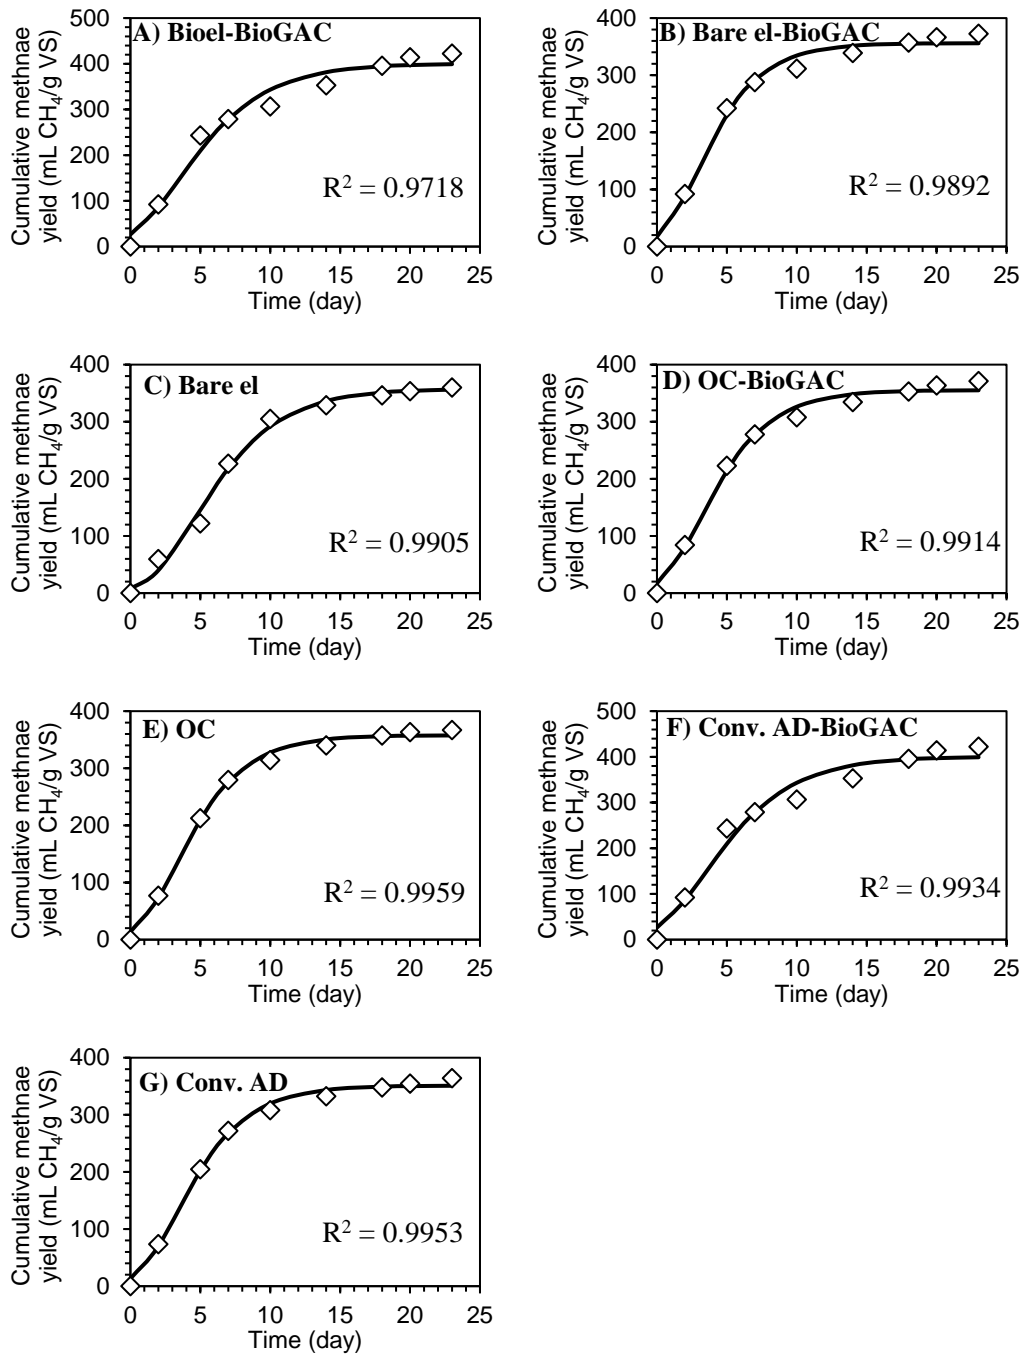 A) Bioel-BioGAC
Cumulative methnae
yield (mL CH₄/g VS)
500
400
300
200
100
0
R² = 0.9718
0 5 10 15 20 25
Time (day)
B) Bare el-BioGAC
Cumulative methnae
yield (mL CH₄/g VS)
400
300
200
100
0
R² = 0.9892
0 5 10 15 20 25
Time (day)
C) Bare el
Cumulative methnae
yield (mL CH₄/g VS)
400
300
200
100
0
R² = 0.9905
0 5 10 15 20 25
Time (day)
D) OC-BioGAC
Cumulative methnae
yield (mL CH₄/g VS)
400
300
200
100
0
R² = 0.9914
0 5 10 15 20 25
Time (day)
E) OC
Cumulative methnae
yield (mL CH₄/g VS)
400
300
200
100
0
R² = 0.9959
0 5 10 15 20 25
Time (day)
F) Conv. AD-BioGAC
Cumulative methnae
yield (mL CH₄/g VS)
500
400
300
200
100
0
R² = 0.9934
0 5 10 15 20 25
Time (day)
G) Conv. AD
Cumulative methnae
yield (mL CH₄/g VS)
400
300
200
100
0
R² = 0.9953
0 5 10 15 20 25
Time (day)